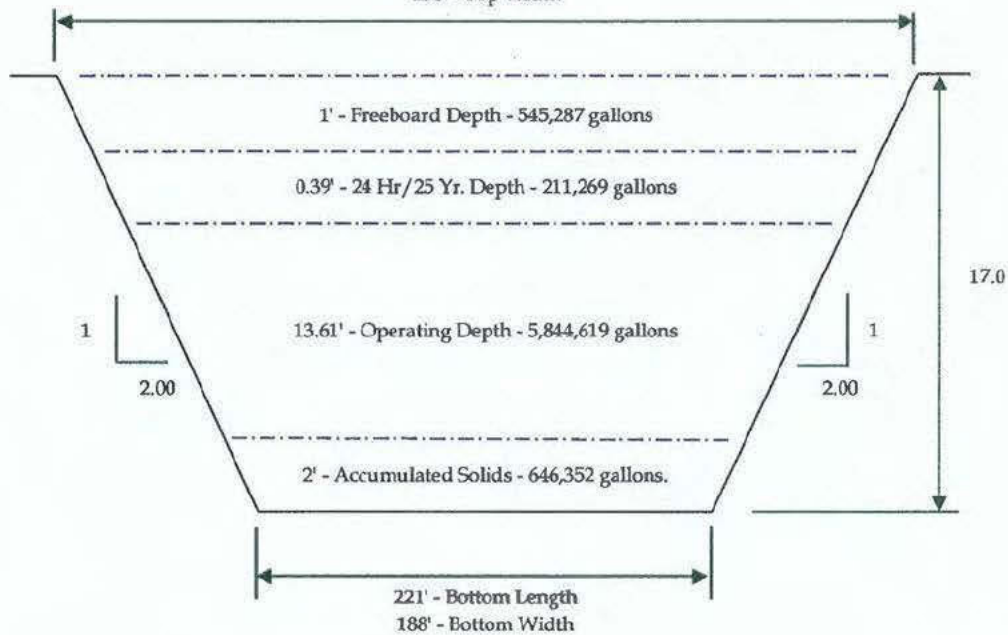 1' - Freeboard Depth - 545,287 gallons
0.39' - 24 Hr/25 Yr. Depth - 211,269 gallons
17.0
1
13.61' - Operating Depth - 5,844,619 gallons
1
2.00
2.00
2' - Accumulated Solids - 646,352 gallons.
221' - Bottom Length
188' - Bottom Width